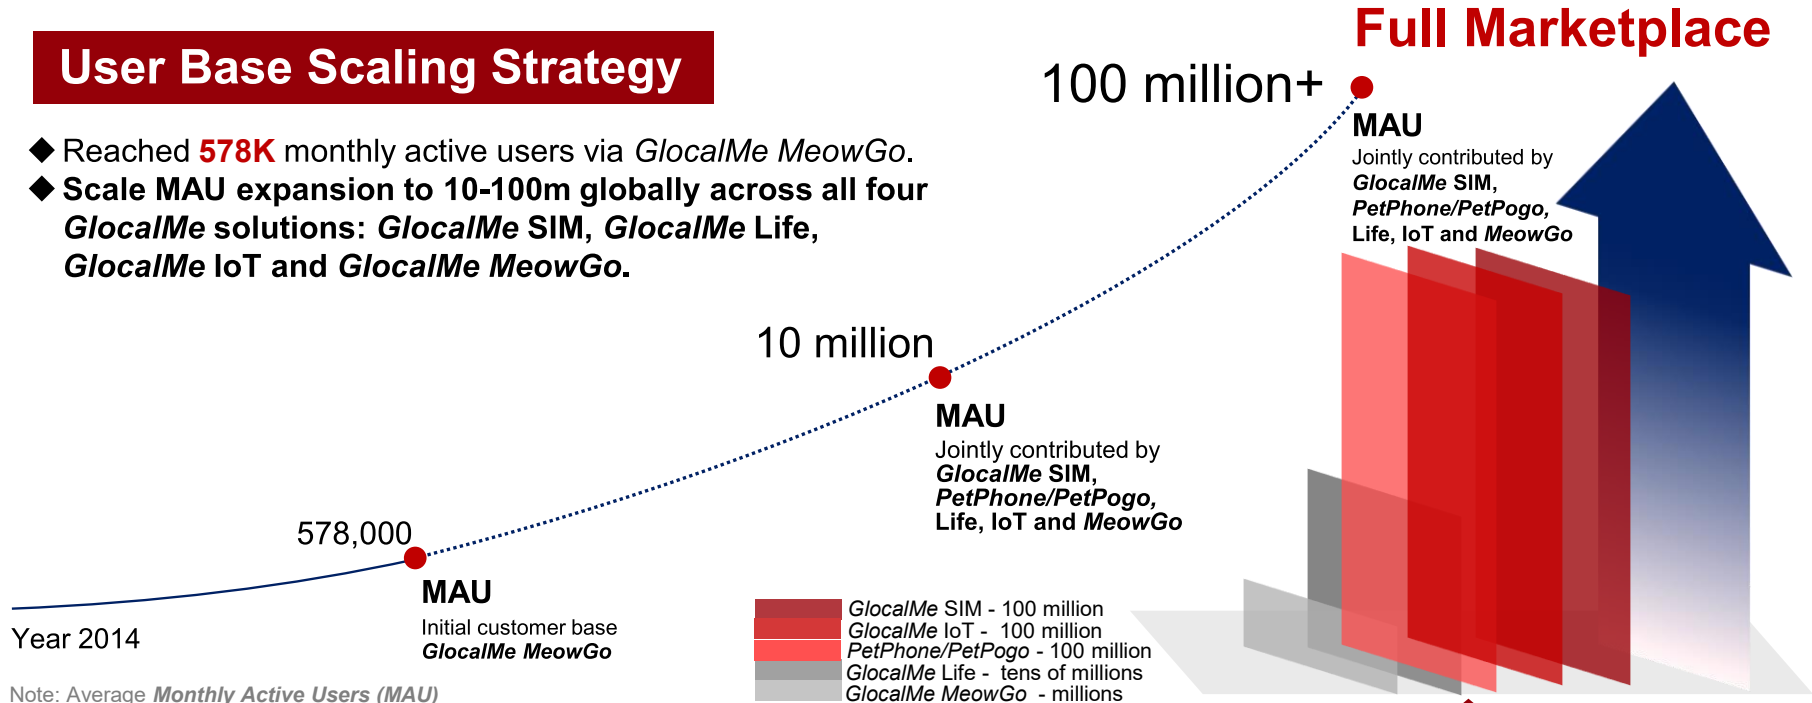 Full Marketplace
User Base Scaling Strategy
100 million+
◆ Reached 578K monthly active users via GlocalMe MeowGo.
◆ Scale MAU expansion to 10-100m globally across all four
GlocalMe solutions: GlocalMe SIM, GlocalMe Life,
GlocalMe IoT and GlocalMe MeowGo.
MAU
Jointly contributed by
GlocalMe SIM,
PetPhone/PetPogo,
Life, IoT and MeowGo
10 million
MAU
Jointly contributed by
GlocalMe SIM,
PetPhone/PetPogo,
Life, IoT and MeowGo
578,000
MAU
Initial customer base
GlocalMe MeowGo
Year 2014
GlocalMe SIM - 100 million
GlocalMe IoT - 100 million
PetPhone/PetPogo - 100 million
GlocalMe Life - tens of millions
GlocalMe MeowGo - millions
Note: Average Monthly Active Users (MAU)